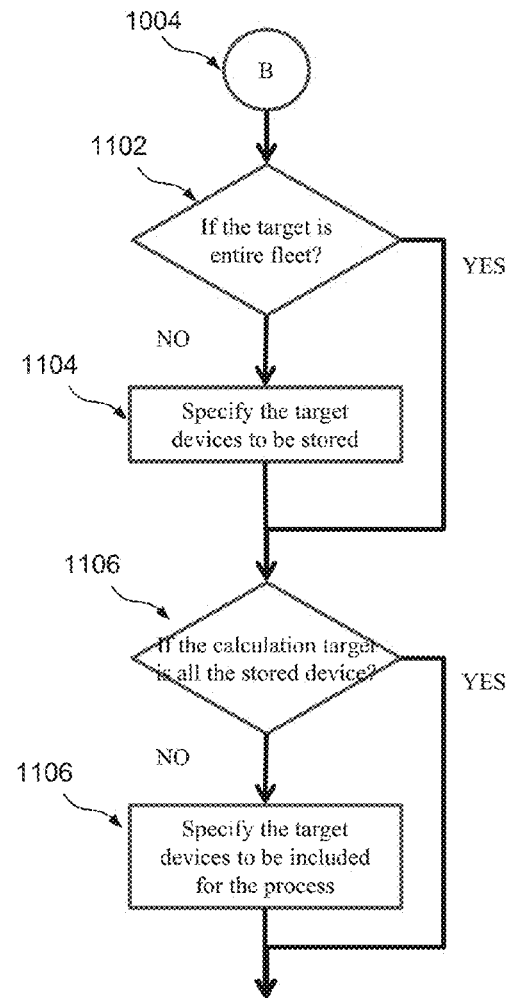 1004
B
1102
If the target is
entire fleet?
YES
NO
1104
Specify the target
devices to be stored
1106
If the calculation target
is all the stored device?
YES
NO
1106
Specify the target
devices to be included
for the process